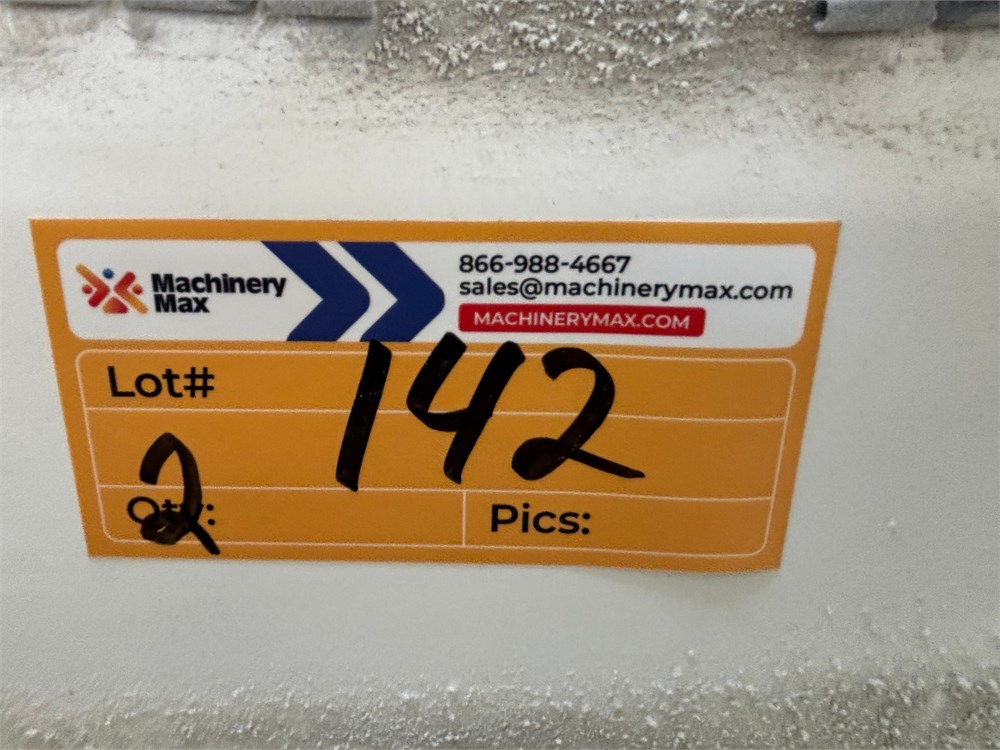 Machinery
Max
866-988-4667
sales@machinerymax.com
MACHINERYMAX.COM
Lot# 142
Qty: 2
Pics: